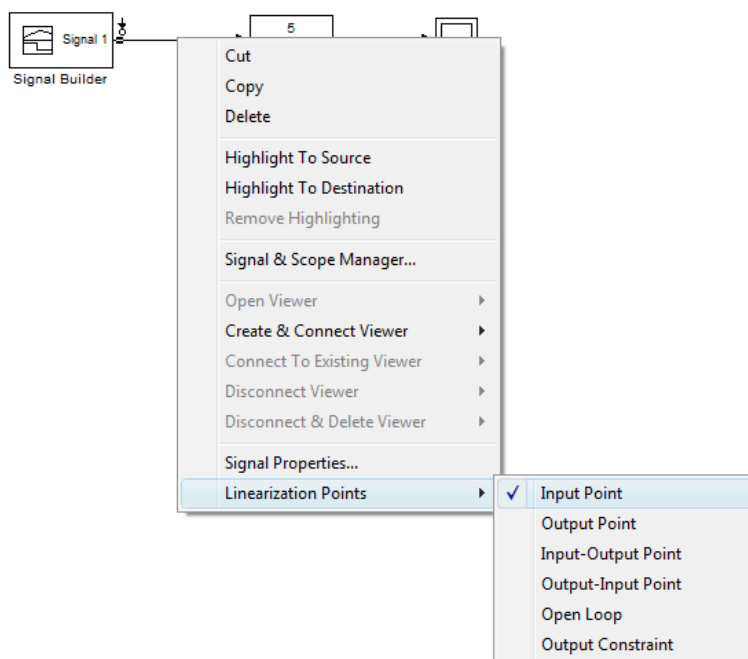 5
Signal 1
Signal Builder
Cut
Copy
Delete
Highlight To Source
Highlight To Destination
Remove Highlighting
Signal & Scope Manager...
Open Viewer
Create & Connect Viewer
Connect To Existing Viewer
Disconnect Viewer
Disconnect & Delete Viewer
Signal Properties...
Linearization Points
Input Point
Output Point
Input-Output Point
Output-Input Point
Open Loop
Output Constraint